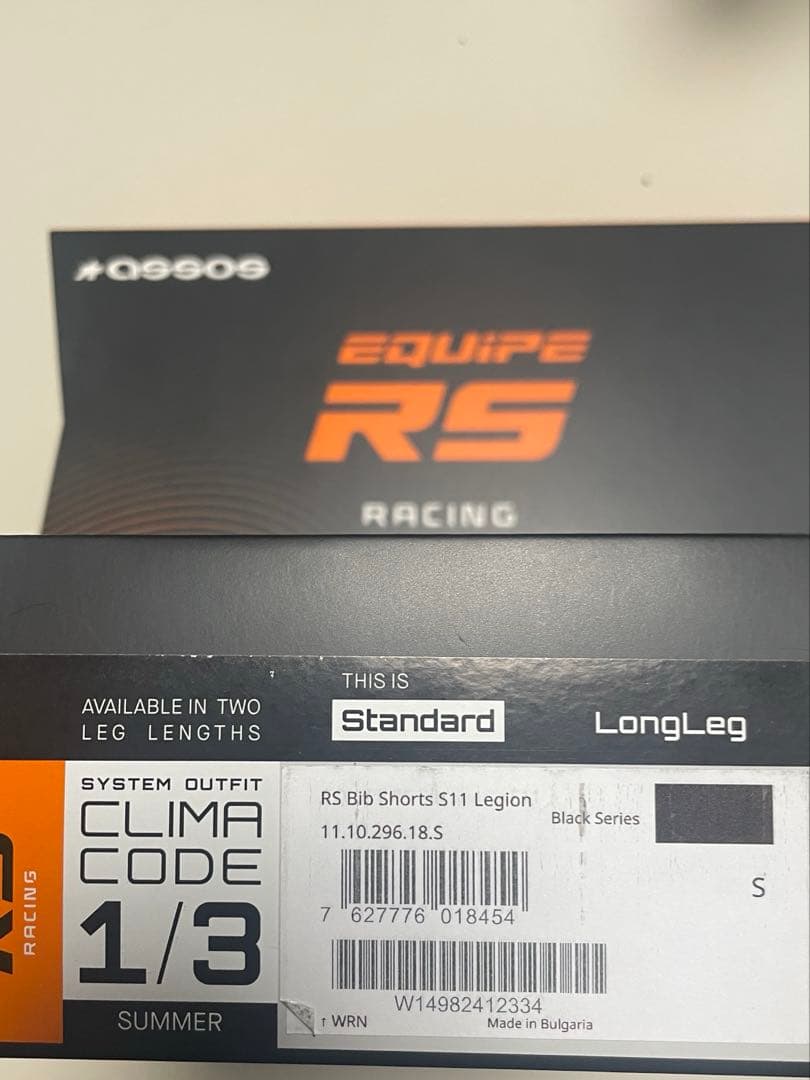 assos
EQUIPE
RS
RACING
THIS IS
AVAILABLE IN TWO
LEG LENGTHS
Standard
LongLeg
RS
RACING
SYSTEM OUTFIT
CLIMA
CODE
1/3
SUMMER
RS Bib Shorts S11 Legion
11.10.296.18.S
Black Series
S
7 627776 018454
W14982412334
↑ WRN
Made in Bulgaria